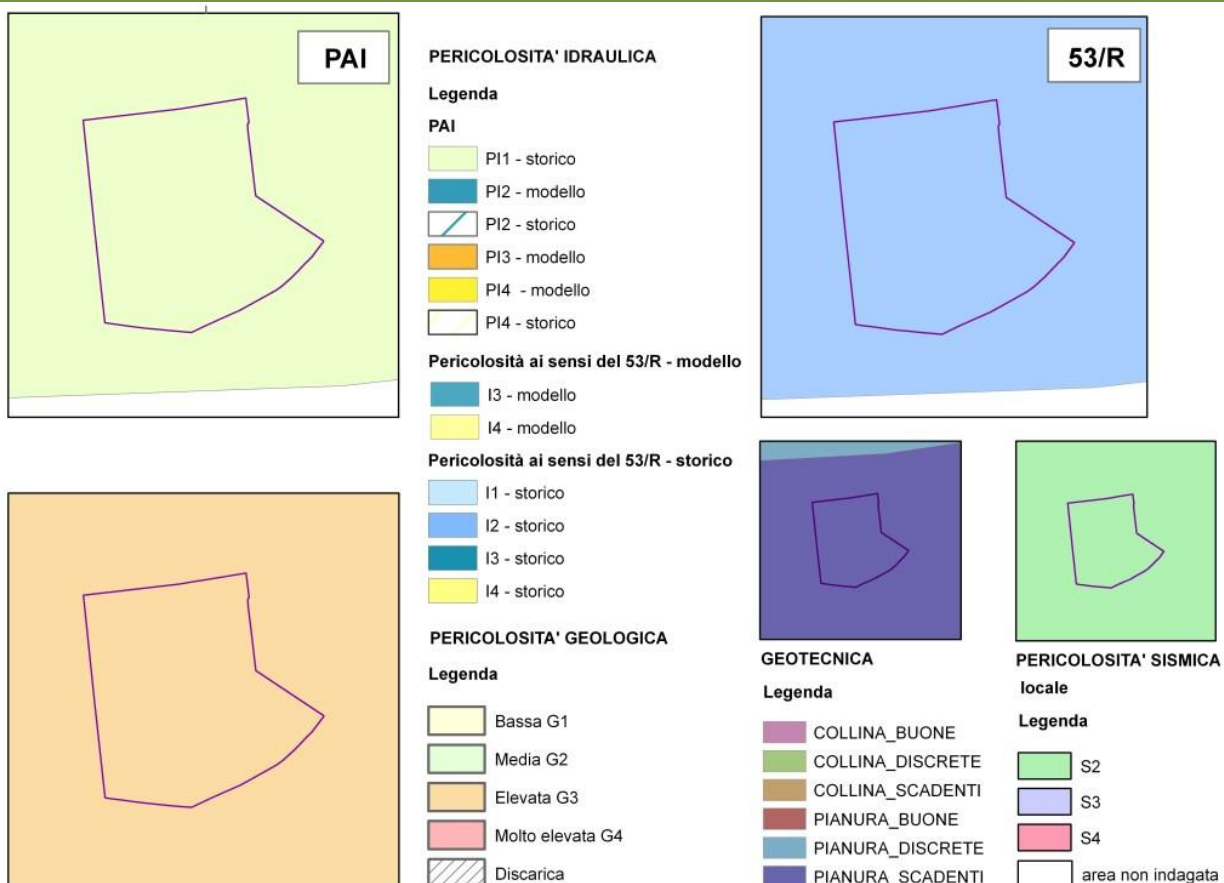 PAI
PERICOLOSITA' IDRAULICA
Legenda
PAI
PI1 - storico
PI2 - modello
PI2 - storico
PI3 - modello
PI4 - modello
PI4 - storico
Pericolosità ai sensi del 53/R - modello
I3 - modello
I4 - modello
Pericolosità ai sensi del 53/R - storico
I1 - storico
I2 - storico
I3 - storico
I4 - storico
PERICOLOSITA' GEOLOGICA
Legenda
Bassa G1
Media G2
Elevata G3
Molto elevata G4
Discarica
53/R
GEOTECNICA
Legenda
COLLINA_BUONE
COLLINA_DISCRETE
COLLINA_SCADENTI
PIANURA_BUONE
PIANURA_DISCRETE
PIANURA_SCADENTI
PERICOLOSITA' SISMICA
locale
Legenda
S2
S3
S4
area non indagata